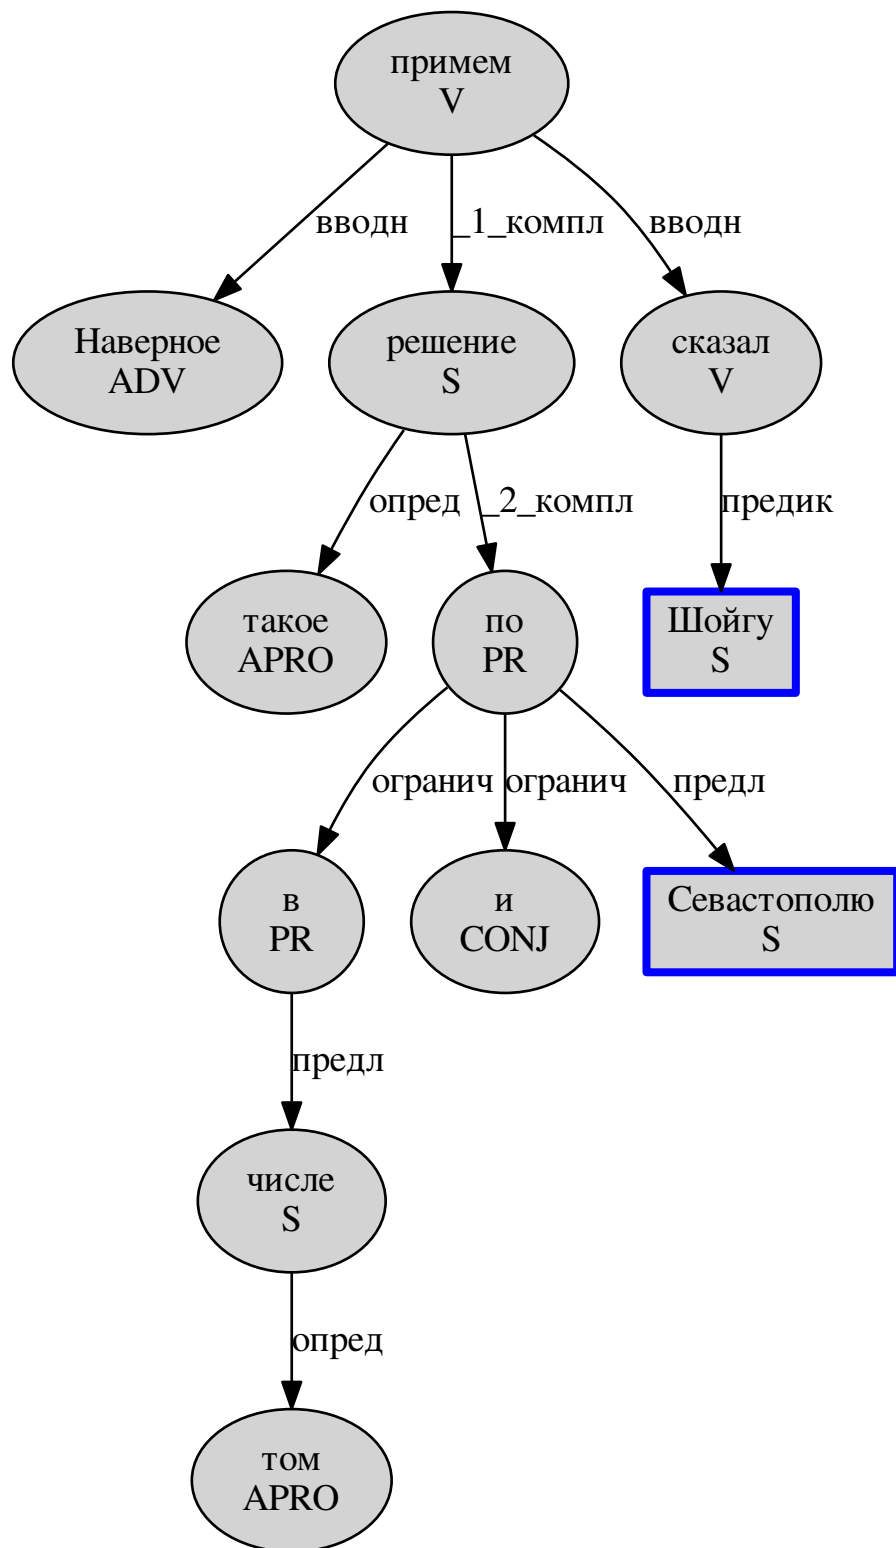 примем
V
вводн
_1_компл
вводн
Наверное
ADV
решение
S
сказал
V
опред
_2_компл
предик
такое
APRO
по
PR
Шойгу
S
огранич
огранич
предл
в
PR
и
CONJ
Севастополю
S
предл
числе
S
опред
том
APRO